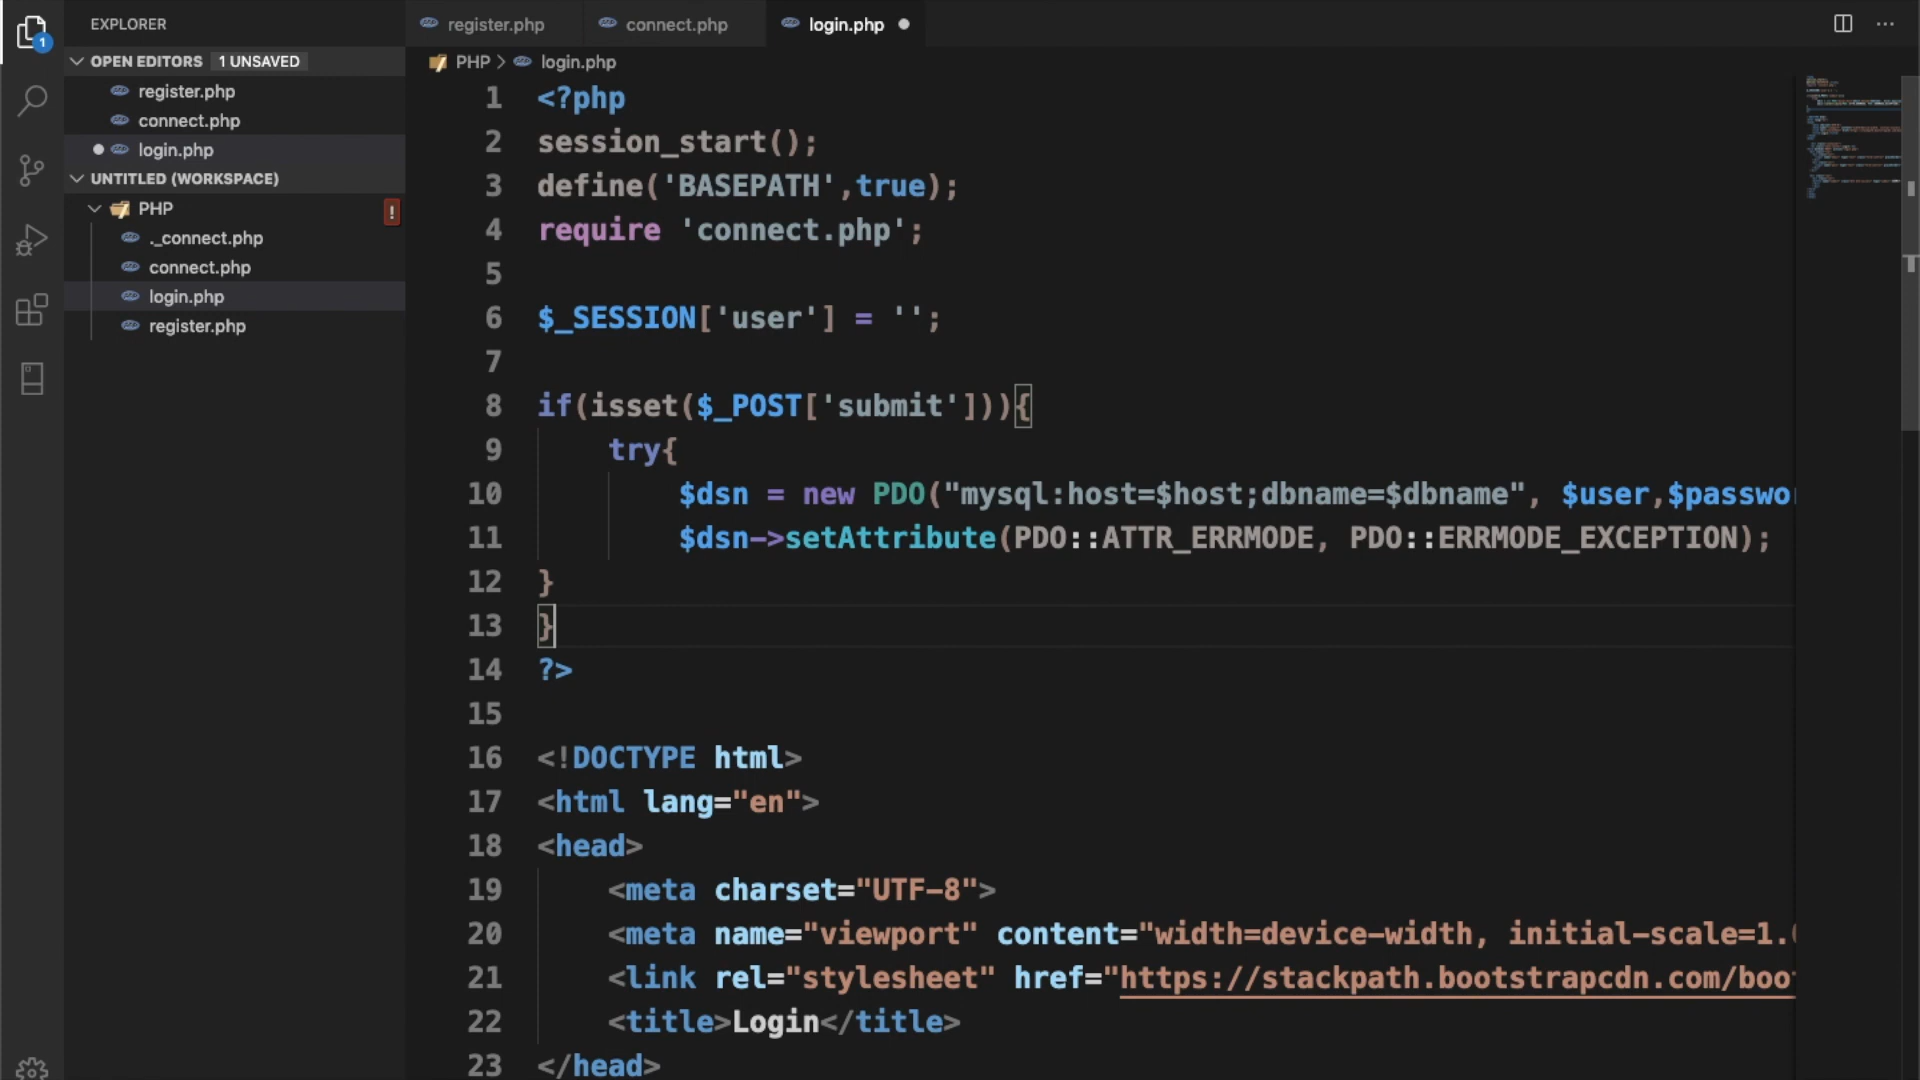 EXPLORER
OPEN EDITORS 1 UNSAVED
register.php
connect.php
login.php
UNTITLED (WORKSPACE)
PHP
!
._connect.php
connect.php
login.php
register.php
1
register.php connect.php login.php
PHP > login.php
1 <?php
2 session_start();
3 define('BASEPATH',true);
4 require 'connect.php';
5
6 $_SESSION['user'] = '';
7
8 if(isset($_POST['submit'])){
9 try{
10 $dsn = new PDO("mysql:host=$host;dbname=$dbname", $user,$passwo
11 $dsn->setAttribute(PDO::ATTR_ERRMODE, PDO::ERRMODE_EXCEPTION);
12 }
13 }
14 ?>
15
16 <!DOCTYPE html>
17 <html lang="en">
18 <head>
19 <meta charset="UTF-8">
20 <meta name="viewport" content="width=device-width, initial-scale=1.
21 <link rel="stylesheet" href="https://stackpath.bootstrapcdn.com/boo
22 <title>Login</title>
23 </head>